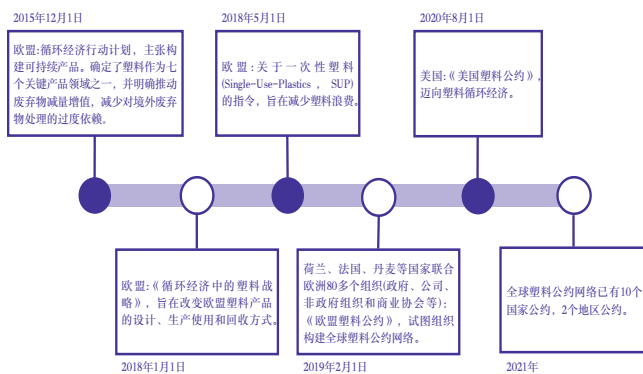 2015年12月1日
欧盟:循环经济行动计划，主张构
建可持续产品。确定了塑料作为七
个关键产品领域之一，并明确推动
废弃物减量增值，减少对境外废弃
物处理的过度依赖。
2018年5月1日
欧盟:关于一次性塑料
(Single-Use-Plastics，SUP)
的指令，旨在减少塑料浪费。
2020年8月1日
美国:《美国塑料公约》，
迈向塑料循环经济。
欧盟:《循环经济中的塑料战
略》，旨在改变欧盟塑料产品
的设计、生产使用和回收方式。
2018年1月1日
荷兰、法国、丹麦等国家联合
欧洲80多个组织(政府、公司、
非政府组织和商业协会等):
《欧盟塑料公约》，试图组织
构建全球塑料公约网络。
2019年2月1日
全球塑料公约网络已有10个
国家公约，2个地区公约。
2021年